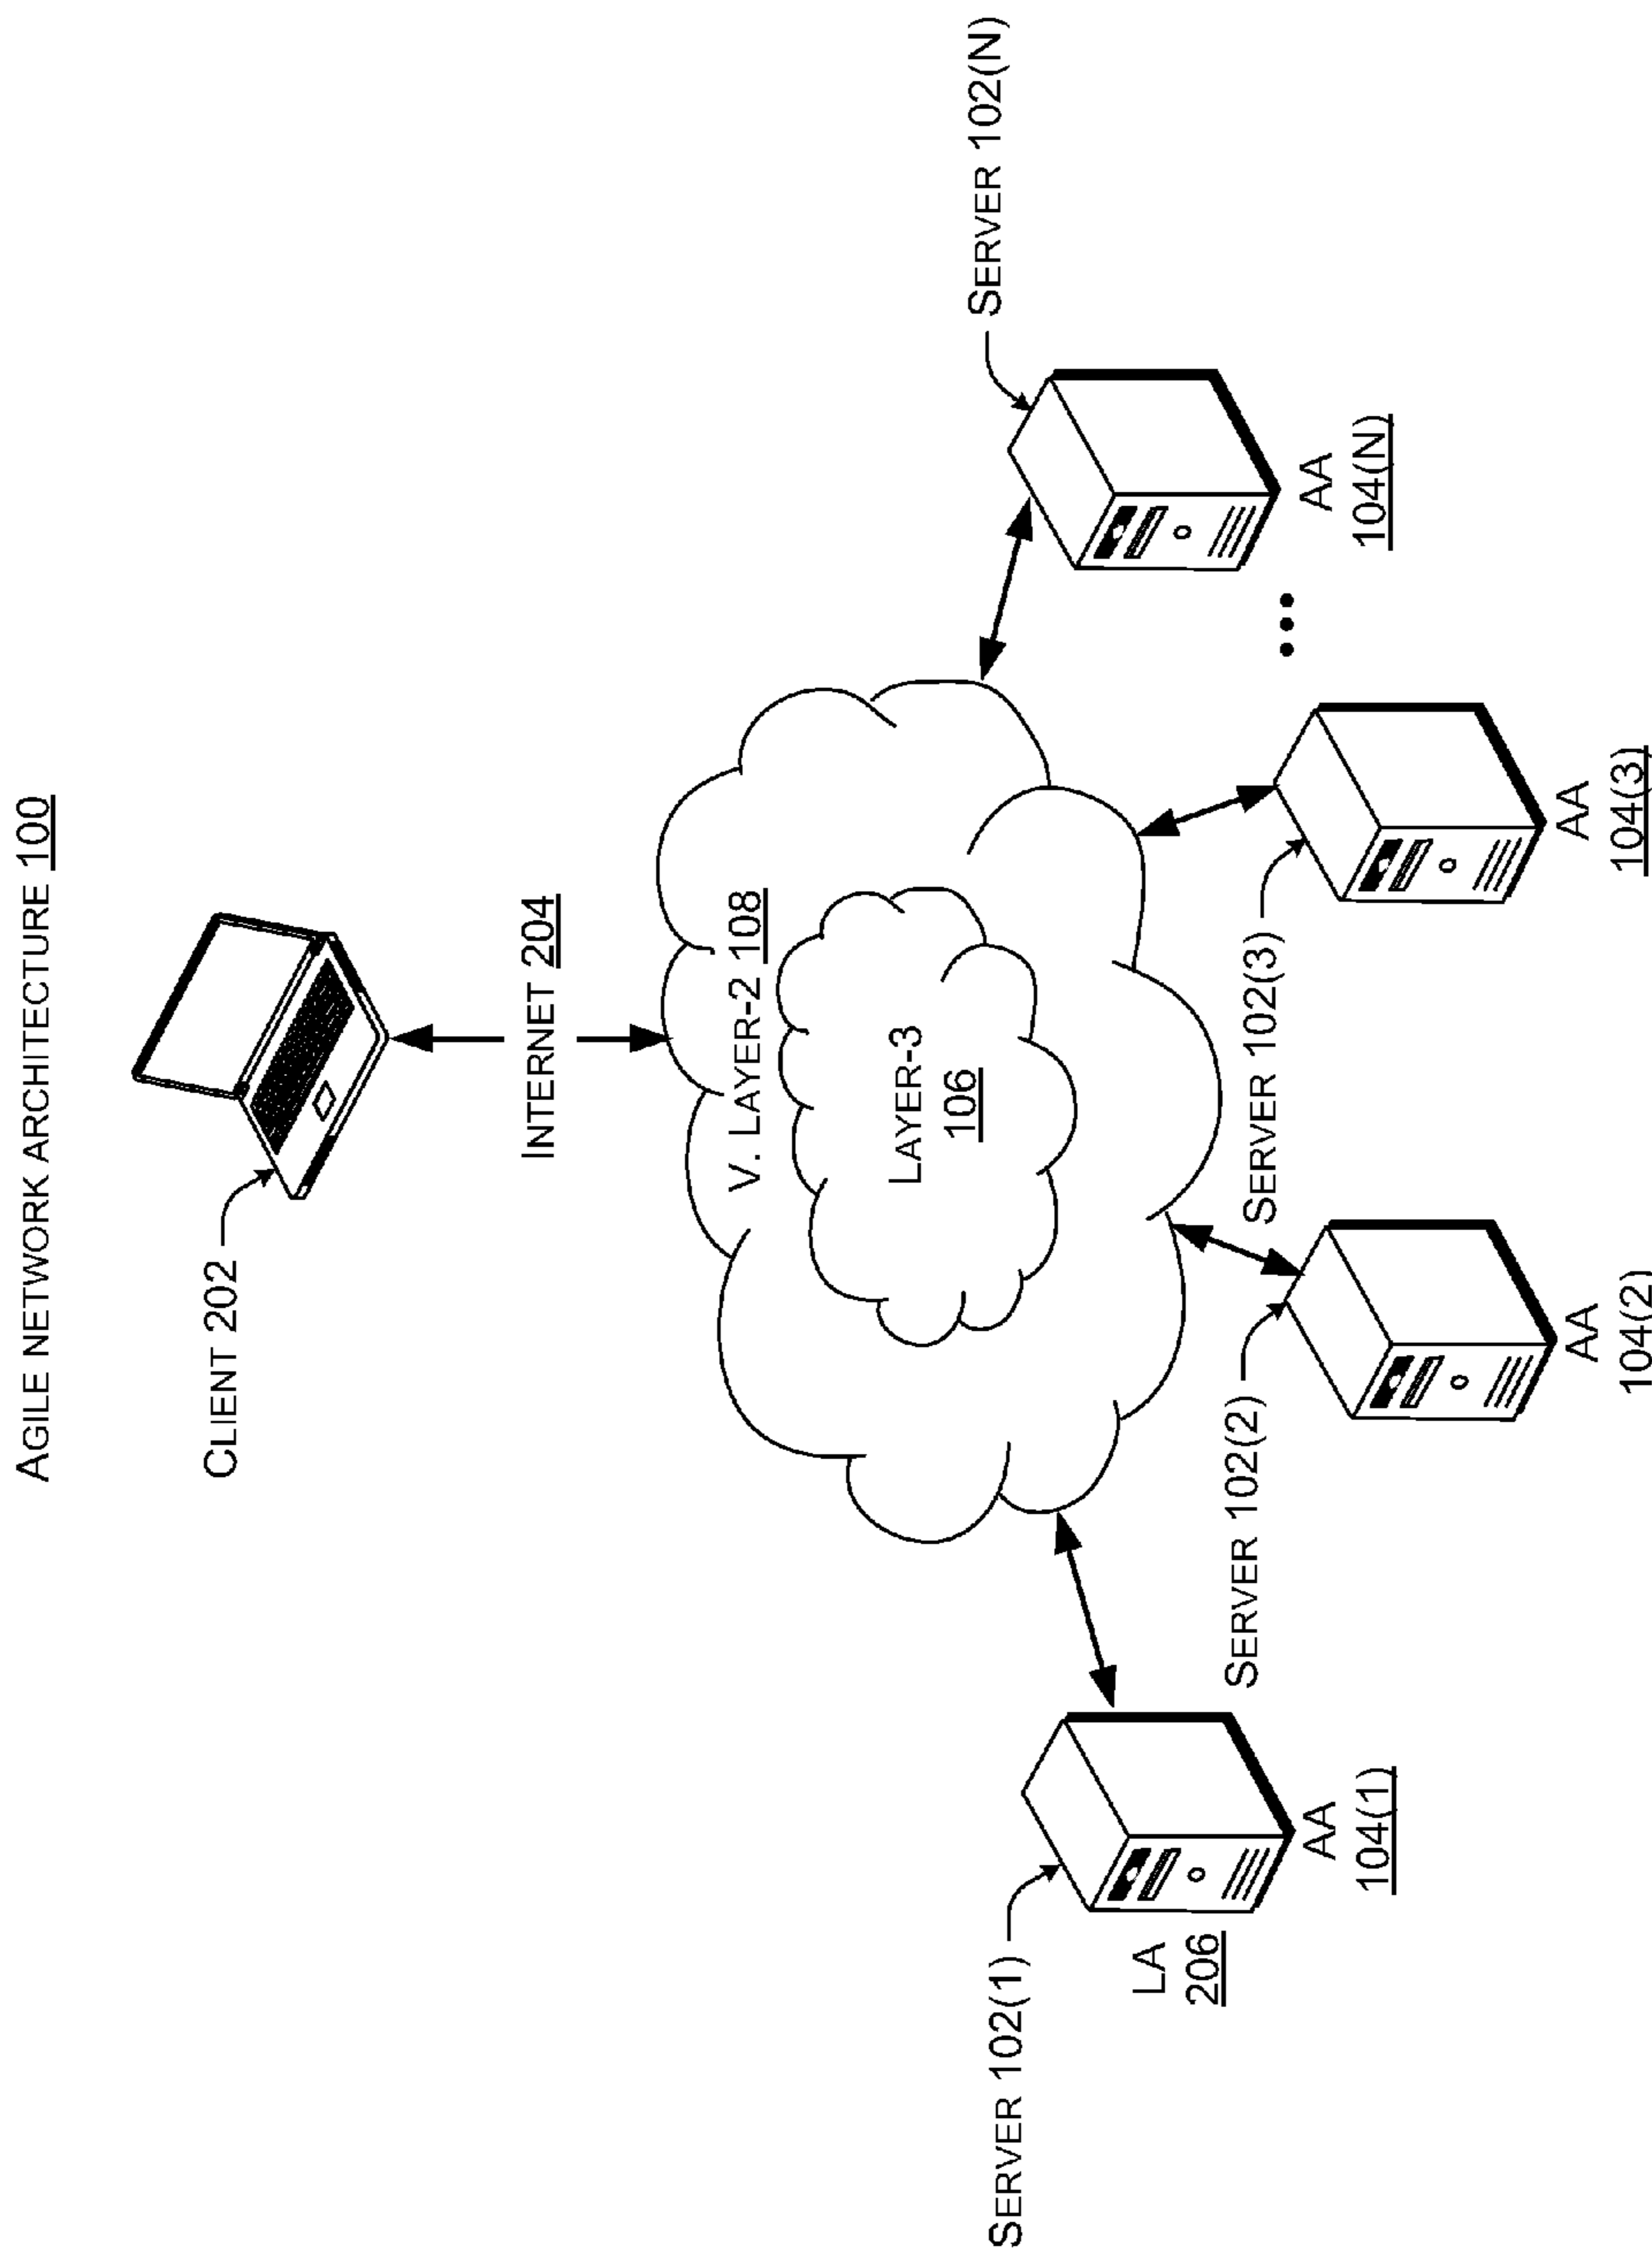 AGILE NETWORK ARCHITECTURE 100
CLIENT 202
INTERNET 204
V. LAYER-2 108
LAYER-3
106
SERVER 102(1)
LA
206
AA
104(1)
SERVER 102(2)
AA
104(2)
SERVER 102(3)
AA
104(3)
SERVER 102(N)
AA
104(N)